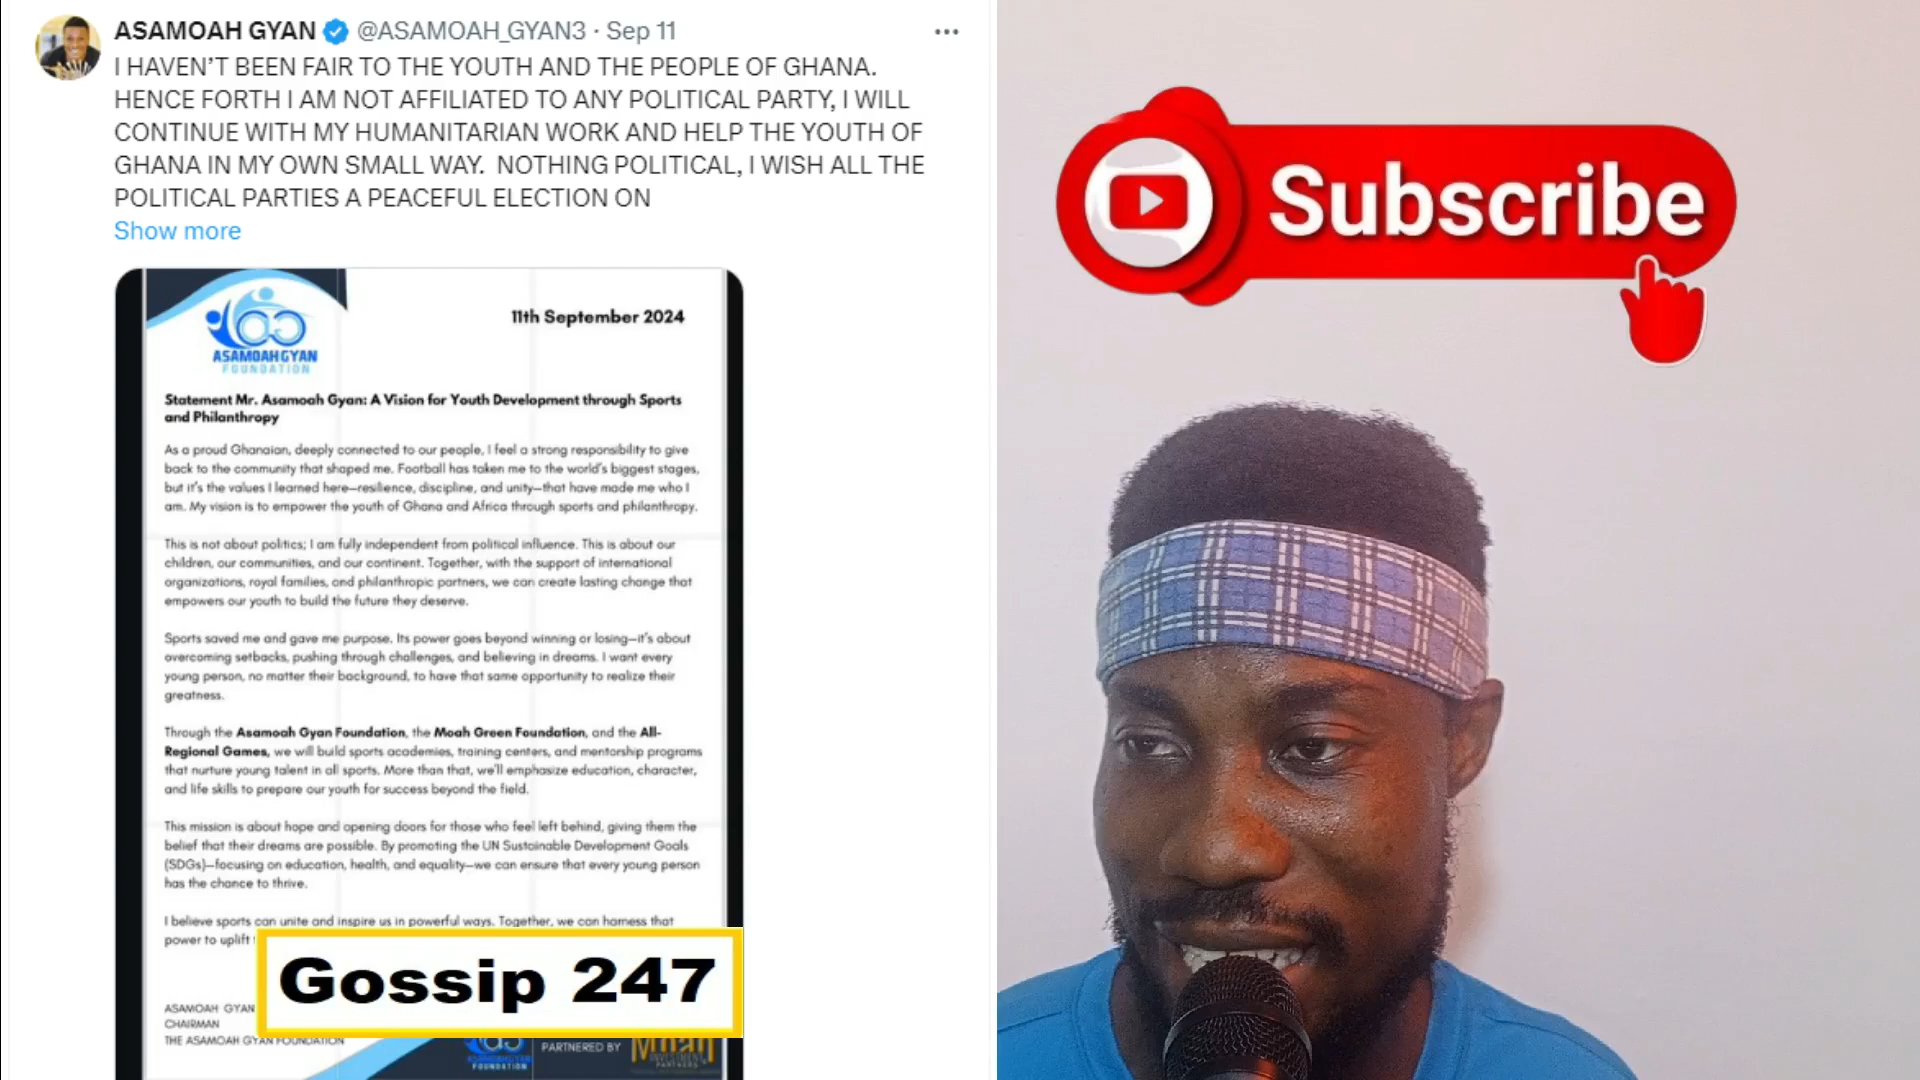 ASAMOAH GYAN @ASAMOAH_GYAN3 · Sep 11
I HAVEN’T BEEN FAIR TO THE YOUTH AND THE PEOPLE OF GHANA.
HENCE FORTH I AM NOT AFFILIATED TO ANY POLITICAL PARTY, I WILL
CONTINUE WITH MY HUMANITARIAN WORK AND HELP THE YOUTH OF
GHANA IN MY OWN SMALL WAY. NOTHING POLITICAL, I WISH ALL THE
POLITICAL PARTIES A PEACEFUL ELECTION ON
Show more
ASAMOAH GYAN
FOUNDATION
11th September 2024
Statement Mr. Asamoah Gyan: A Vision for Youth Development through Sports
and Philanthropy
As a proud Ghanaian, deeply connected to our people, I feel a strong responsibility to give
back to the community that shaped me. Football has taken me to the world's biggest stages,
but it's the values I learned here—resilience, discipline, and unity—that have made me who I
am. My vision is to empower the youth of Ghana and Africa through sports and philanthropy.
This is not about politics; I am fully independent from political influence. This is about our
children, our communities, and our continent. Together, with the support of international
organizations, royal families, and philanthropic partners, we can create lasting change that
empowers our youth to build the future they deserve.
Sports saved me and gave me purpose. Its power goes beyond winning or losing—it's about
overcoming setbacks, pushing through challenges, and believing in dreams. I want every
young person, no matter their background, to have that same opportunity to realize their
greatness.
Through the Asamoah Gyan Foundation, the Moah Green Foundation, and the All-
Regional Games, we will build sports academies, training centers, and mentorship programs
that nurture young talent in all sports. More than that, we'll emphasize education, character,
and life skills to prepare our youth for success beyond the field.
This mission is about hope and opening doors for those who feel left behind, giving them the
belief that their dreams are possible. By promoting the UN Sustainable Development Goals
(SDGs)—focusing on education, health, and equality—we can ensure that every young person
has the chance to thrive.
I believe sports can unite and inspire us in powerful ways. Together, we can harness that
power to uplift
Gossip 247
ASAMOAH GYAN
CHAIRMAN
THE ASAMOAH GYAN FOUNDATION
ASAMOAH GYAN
FOUNDATION
PARTNERED BY
Subscribe